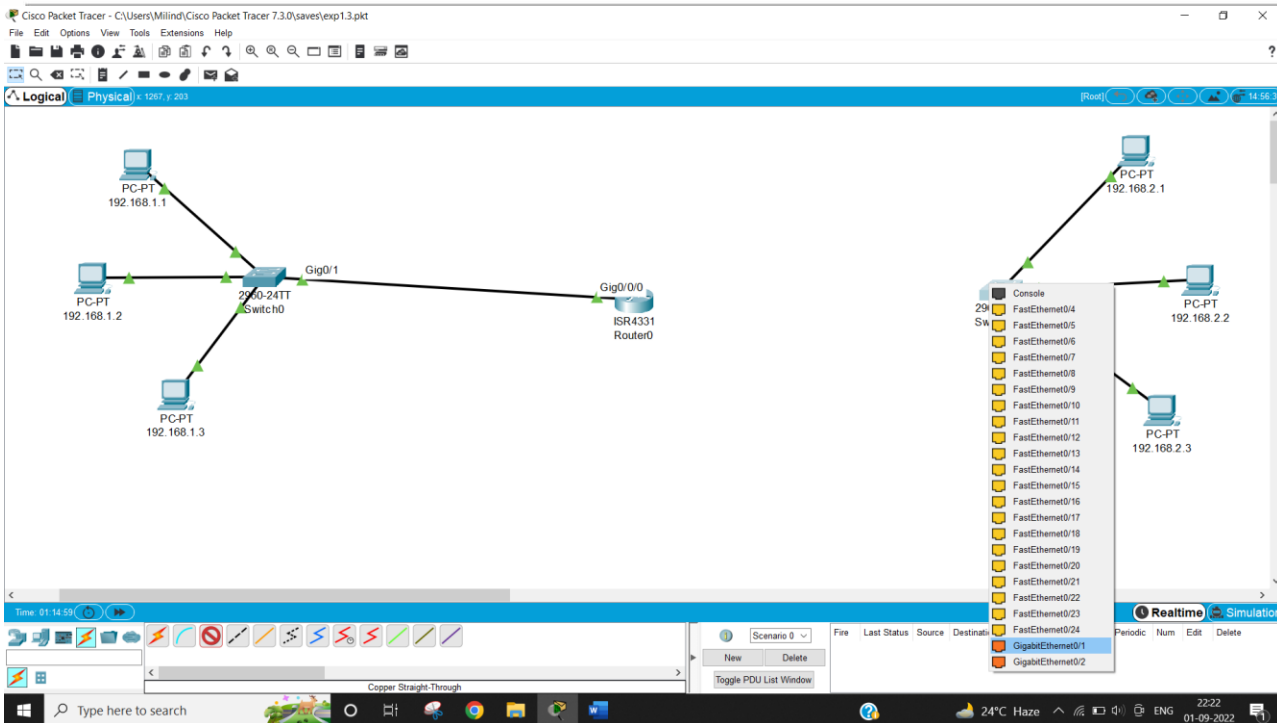 Cisco Packet Tracer - C:\Users\Milind\Cisco Packet Tracer 7.3.0\saves\exp1.3.pkt
File Edit Options View Tools Extensions Help
?
Logical Physical x: 1267, y: 203 [Root] 14:56:3
PC-PT
192.168.1.1
PC-PT
192.168.1.2
PC-PT
192.168.1.3
2960-24TT
Switch0
Gig0/1
Gig0/0/0
ISR4331
Router0
PC-PT
192.168.2.1
PC-PT
192.168.2.2
PC-PT
192.168.2.3
29
Sw
Console
FastEthernet0/4
FastEthernet0/5
FastEthernet0/6
FastEthernet0/7
FastEthernet0/8
FastEthernet0/9
FastEthernet0/10
FastEthernet0/11
FastEthernet0/12
FastEthernet0/13
FastEthernet0/14
FastEthernet0/15
FastEthernet0/16
FastEthernet0/17
FastEthernet0/18
FastEthernet0/19
FastEthernet0/20
FastEthernet0/21
FastEthernet0/22
FastEthernet0/23
FastEthernet0/24
GigabitEthernet0/1
GigabitEthernet0/2
Time: 01:14:59 Realtime Simulation
Scenario 0
New Delete
Toggle PDU List Window
Fire Last Status Source Destinati Periodic Num Edit Delete
Copper Straight-Through
Type here to search
24°C Haze ENG 22:22
01-09-2022